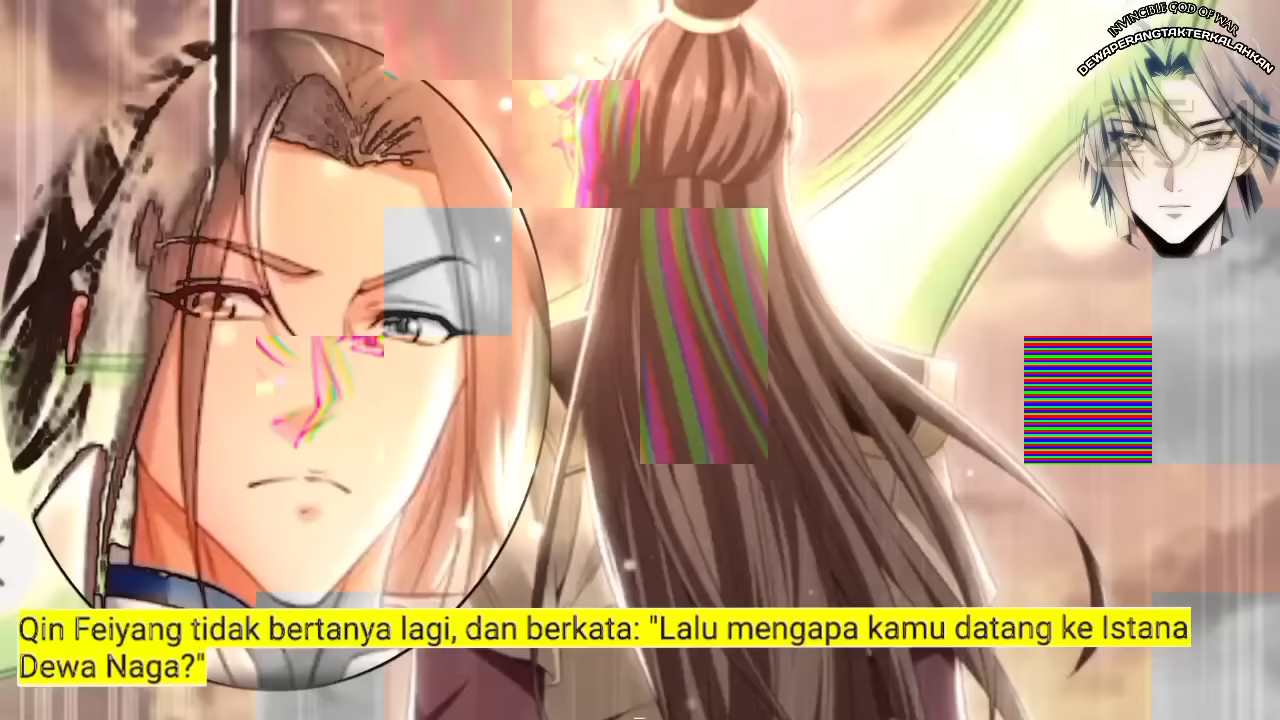 INVINCIBLE GOD OF WAR
DEWAPERANGTAKTERKALAHKAN
Qin Feiyang tidak bertanya lagi, dan berkata: "Lalu mengapa kamu datang ke Istana
Dewa Naga?"